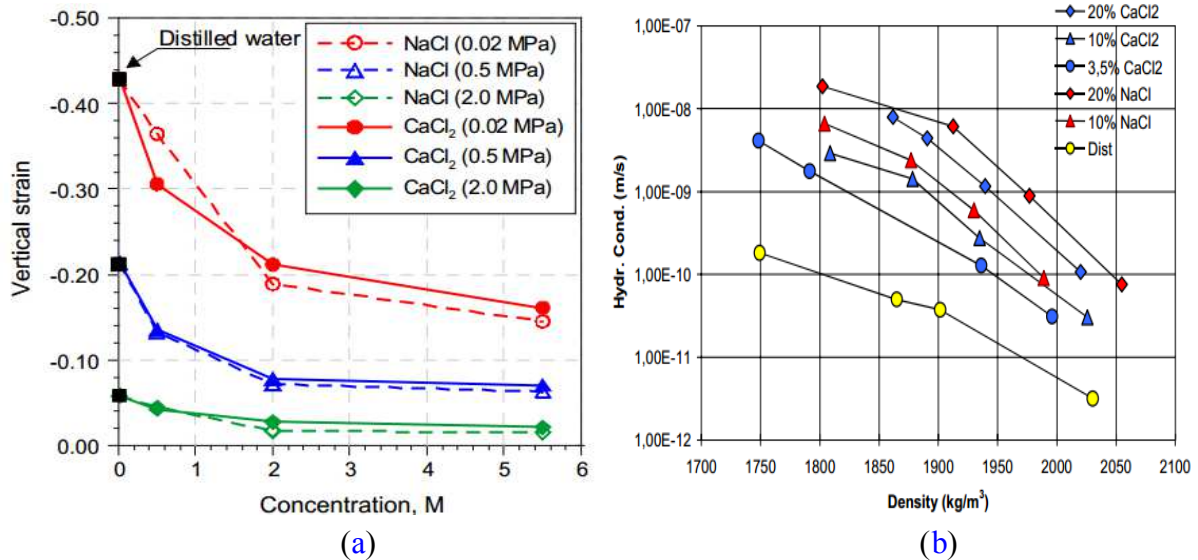 -0.50
-0.40
-0.30
-0.20
-0.10
0.00
Vertical strain
Distilled water
NaCl (0.02 MPa)
NaCl (0.5 MPa)
NaCl (2.0 MPa)
CaCl₂ (0.02 MPa)
CaCl₂ (0.5 MPa)
CaCl₂ (2.0 MPa)
0 1 2 3 4 5 6
Concentration, M
(a)
20% CaCl2
10% CaCl2
3,5% CaCl2
20% NaCl
10% NaCl
Dist
1,00E-07
1,00E-08
1,00E-09
1,00E-10
1,00E-11
1,00E-12
Hydr. Cond. (m/s)
1700 1750 1800 1850 1900 1950 2000 2050 2100
Density (kg/m³)
(b)